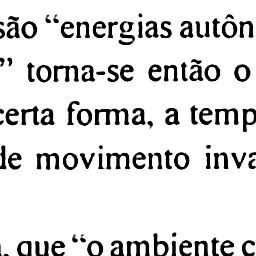 são “energias autôn
” torna-se então o
certa forma, a temp
de movimento inva
, que “o ambiente c